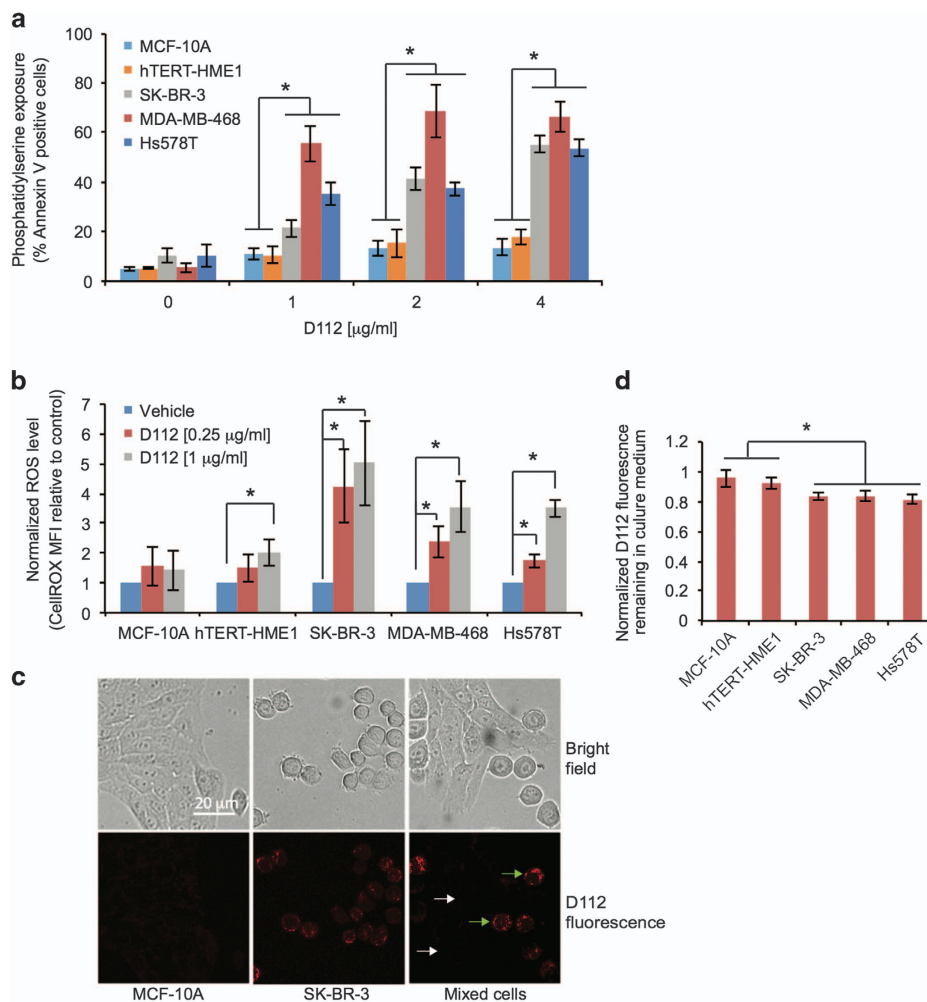 a
Phosphatidylserine exposure
(% Annexin V positive cells)
100
80
60
40
20
0
MCF-10A
hTERT-HME1
SK-BR-3
MDA-MB-468
Hs578T
*
*
*
0 1 2 4
D112 [µg/ml]
b
Normalized ROS level
(CellROX MFI relative to control)
7
6
5
4
3
2
1
0
Vehicle
D112 [0.25 µg/ml]
D112 [1 µg/ml]
*
*
*
*
*
*
*
MCF-10A hTERT-HME1 SK-BR-3 MDA-MB-468 Hs578T
d
Normalized D112 fluorescnce
remaining in culure medium
1.2
1
0.8
0.6
0.4
0.2
0
*
MCF-10A
hTERT-HME1
SK-BR-3
MDA-MB-468
Hs578T
c
20 µm
Bright
field
D112
fluorescence
MCF-10A SK-BR-3 Mixed cells